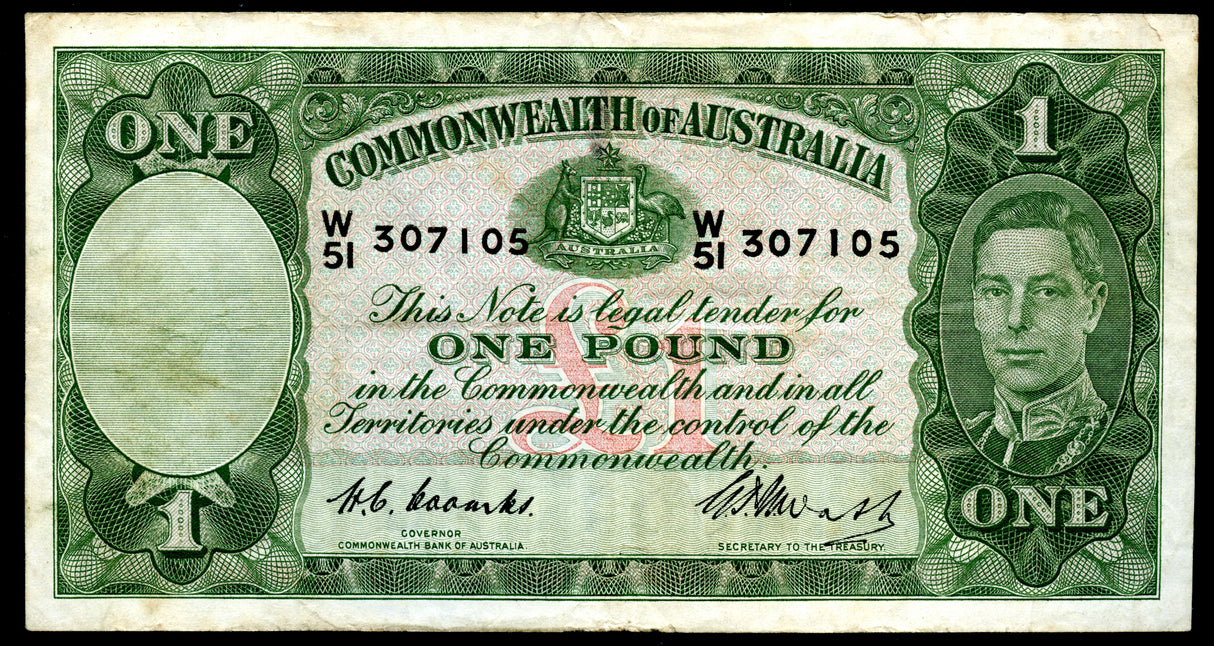 ONE
1
COMMONWEALTH OF AUSTRALIA
W/51 307105
W/51 307105
AUSTRALIA
£1
This Note is legal tender for
ONE POUND
in the Commonwealth and in all
Territories under the control of the
Commonwealth.
H.C. Coombs.
GOVERNOR
COMMONWEALTH BANK OF AUSTRALIA
SECRETARY TO THE TREASURY
1
ONE